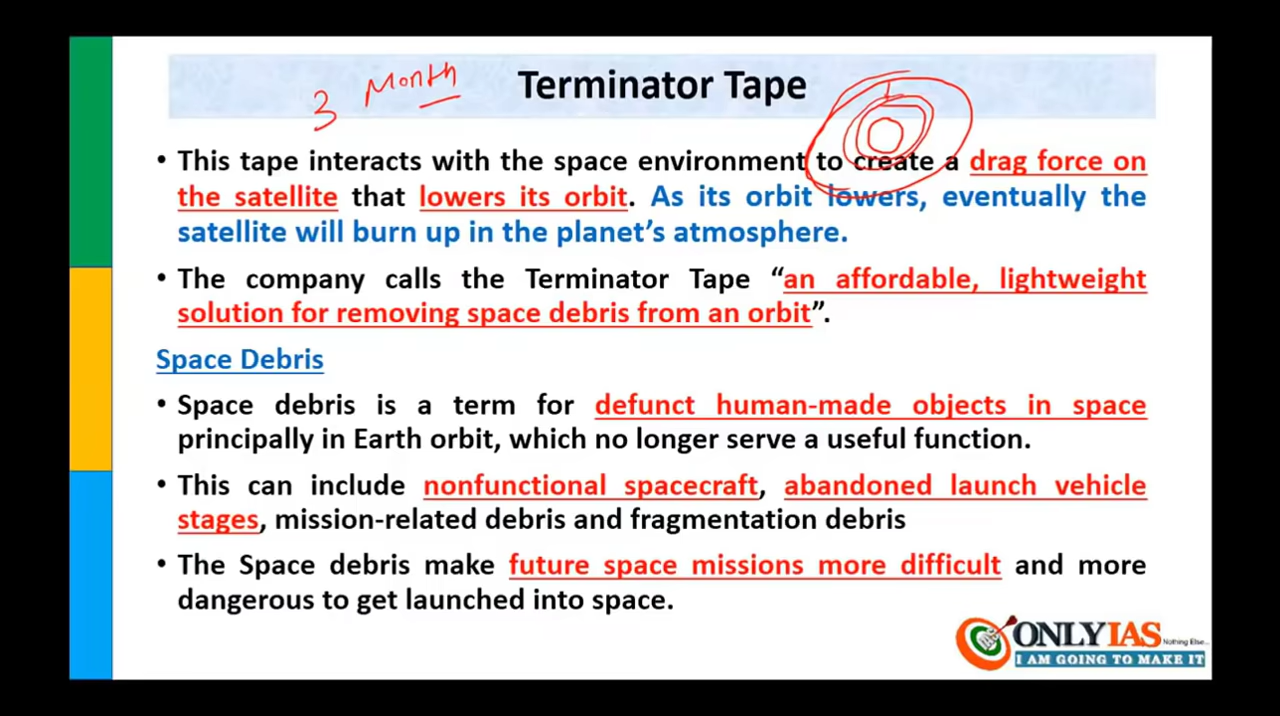 3 Month
Terminator Tape
• This tape interacts with the space environment to create a drag force on
the satellite that lowers its orbit. As its orbit lowers, eventually the
satellite will burn up in the planet’s atmosphere.
• The company calls the Terminator Tape “an affordable, lightweight
solution for removing space debris from an orbit”.
Space Debris
• Space debris is a term for defunct human-made objects in space
principally in Earth orbit, which no longer serve a useful function.
• This can include nonfunctional spacecraft, abandoned launch vehicle
stages, mission-related debris and fragmentation debris
• The Space debris make future space missions more difficult and more
dangerous to get launched into space.
ONLYIAS
Nothing Else..
I AM GOING TO MAKE IT